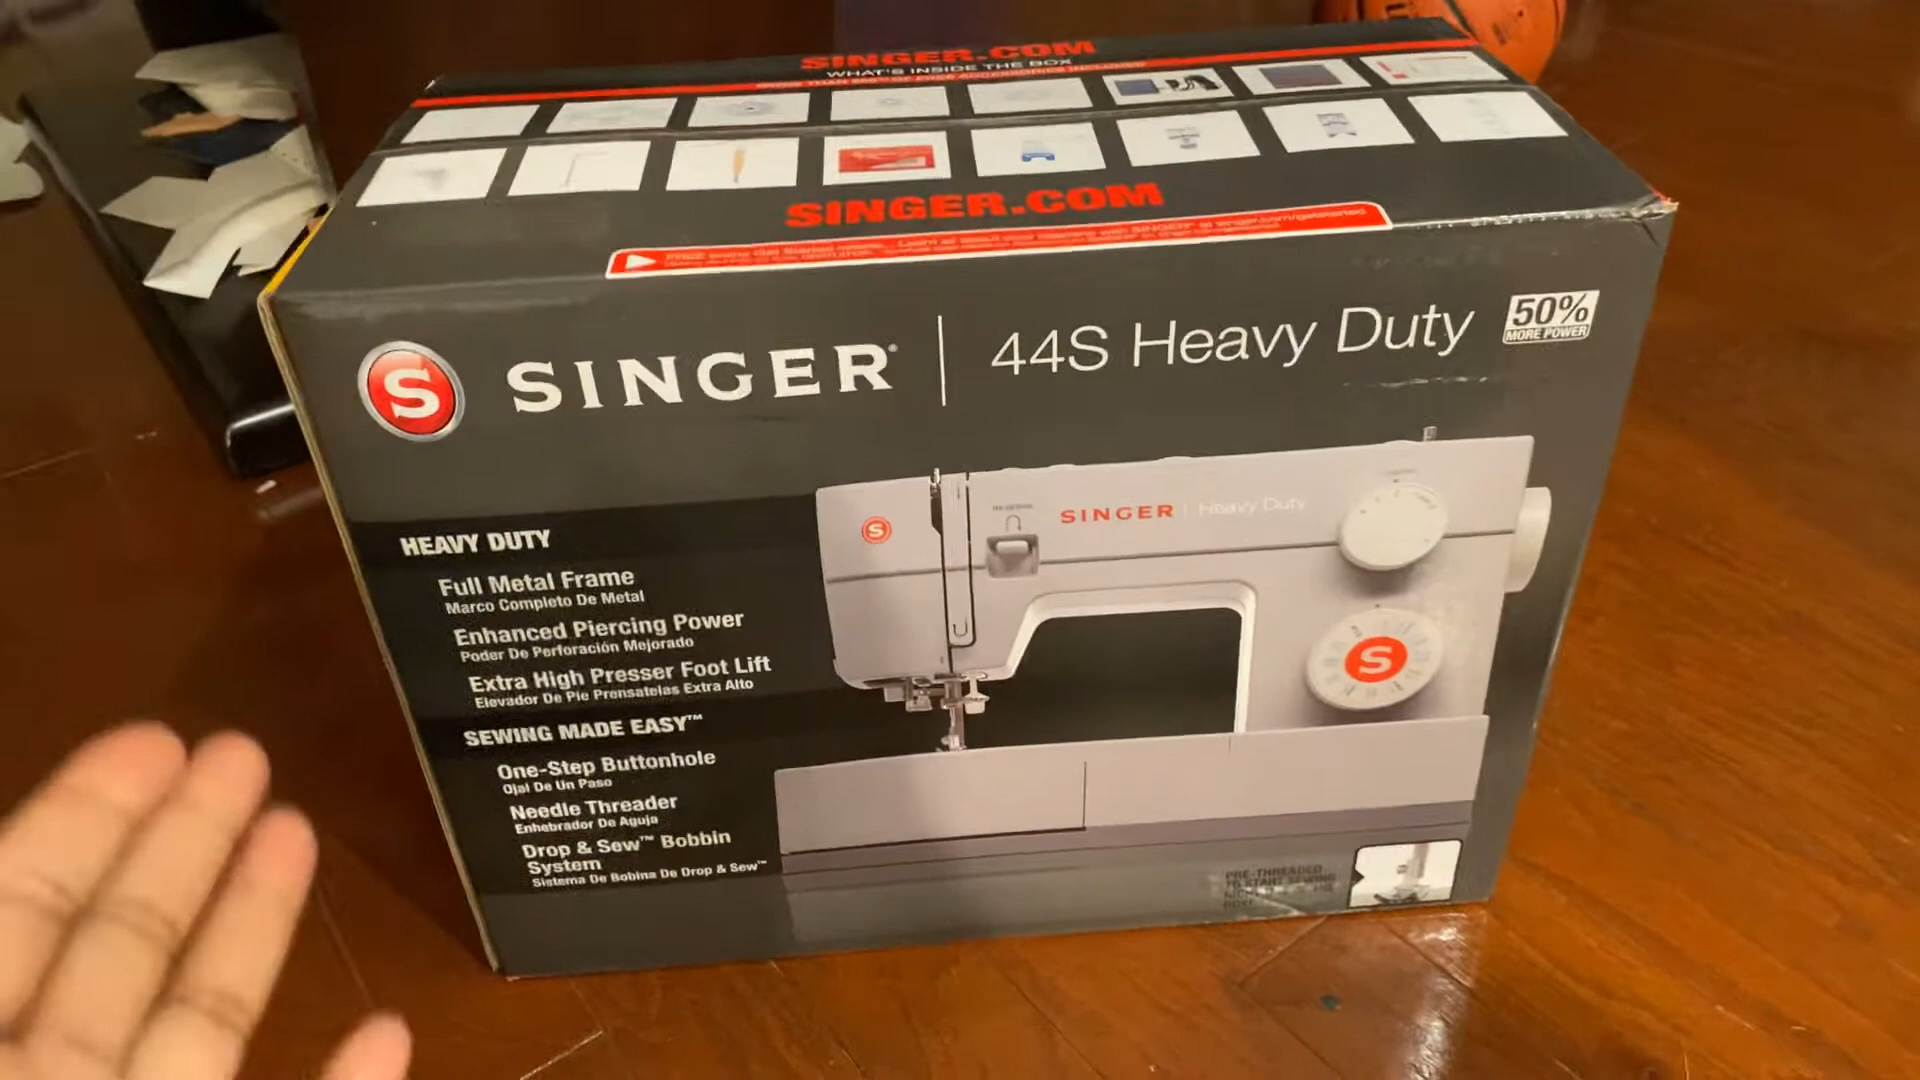 SINGER.COM
WHAT'S INSIDE THE BOX
SINGER.COM
S SINGER® 44S Heavy Duty
50%
MORE POWER
SINGER Heavy Duty
S
S
HEAVY DUTY
Full Metal Frame
Marco Completo De Metal
Enhanced Piercing Power
Poder De Perforación Mejorado
Extra High Presser Foot Lift
Elevador De Pie Prensatelas Extra Alto
SEWING MADE EASY™
One-Step Buttonhole
Ojal De Un Paso
Needle Threader
Enhebrador De Aguja
Drop & Sew™ Bobbin
System
Sistema De Bobina De Drop & Sew™
PRE-THREADED
TO START SEWING